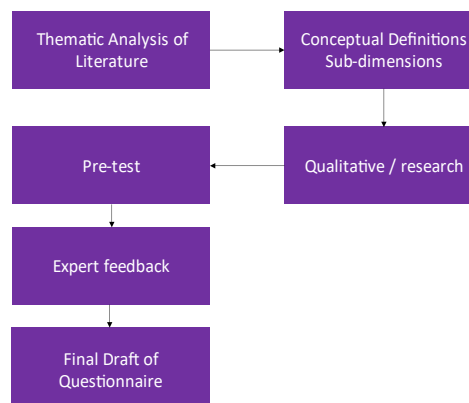 Thematic Analysis of
Literature
Conceptual Definitions
Sub-dimensions
Qualitative / research
Pre-test
Expert feedback
Final Draft of
Questionnaire